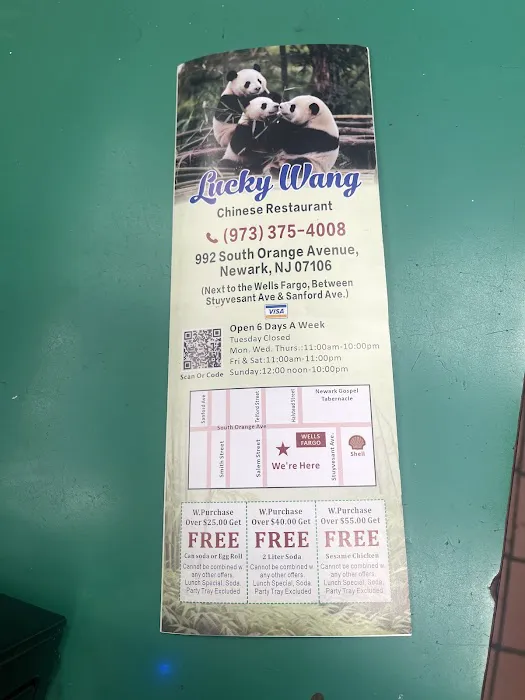 Lucky Wang
Chinese Restaurant
(973) 375-4008
992 South Orange Avenue,
Newark, NJ 07106
(Next to the Wells Fargo, Between
Stuyvesant Ave & Sanford Ave.)
VISA
Open 6 Days A Week
Tuesday Closed
Mon. Wed. Thurs.:11:00am-10:00pm
Fri & Sat:11:00am-11:00pm
Sunday:12:00 noon-10:00pm
Scan Or Code
Sanford Ave
Telford Street
Halsted Street
Newark Gospel
Tabernacle
South Orange Ave
Smith Street
Salem Street
WELLS
FARGO
We're Here
Stuyvesant Ave.
Shell
W.Purchase
Over $25.00 Get
FREE
Can soda or Egg Roll
Cannot be combined w.
any other offers.
Lunch Special, Soda.
Party Tray Excluded
W.Purchase
Over $40.00 Get
FREE
2 Liter Soda
Cannot be combined w.
any other offers.
Lunch Special, Soda.
Party Tray Excluded
W.Purchase
Over $55.00 Get
FREE
Sesame Chicken
Cannot be combined w.
any other offers.
Lunch Special, Soda.
Party Tray Excluded